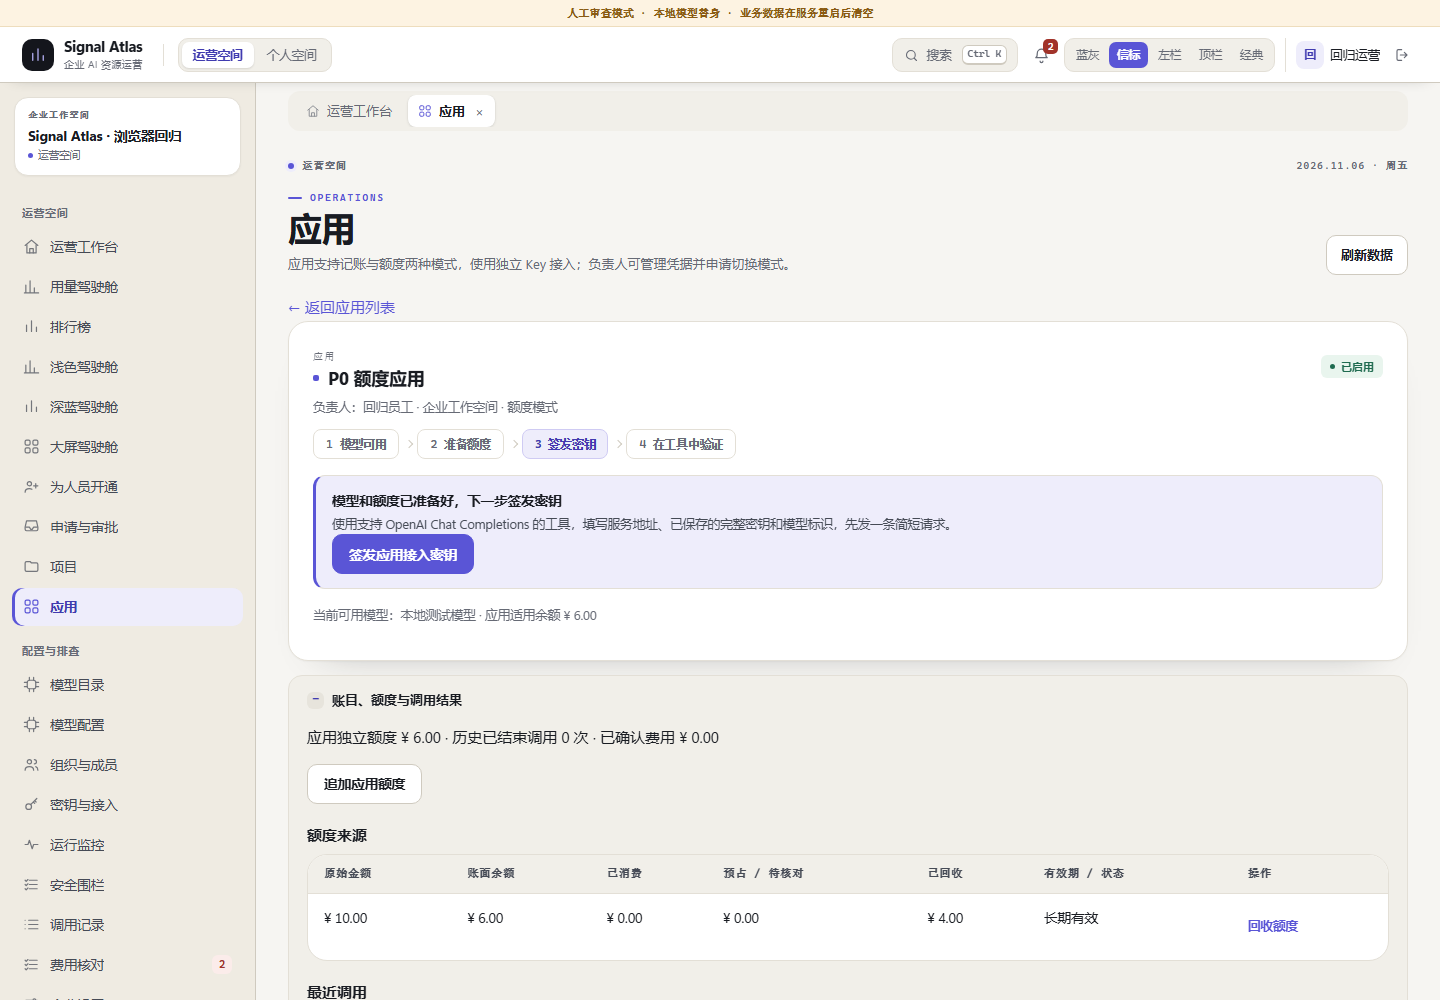 人工审查模式 · 本地模型替身 · 业务数据在服务重启后清空
Signal Atlas
企业 AI 资源运营
运营空间 个人空间
搜索 Ctrl K
2
蓝灰 信标 左栏 顶栏 经典
回 回归运营
企业工作空间
Signal Atlas · 浏览器回归
运营空间
运营空间
运营工作台
用量驾驶舱
排行榜
浅色驾驶舱
深蓝驾驶舱
大屏驾驶舱
为人员开通
申请与审批
项目
应用
配置与排查
模型目录
模型配置
组织与成员
密钥与接入
运行监控
安全围栏
调用记录
费用核对 2
运营工作台 应用 ×
运营空间
2026.11.06 · 周五
OPERATIONS
应用
应用支持记账与额度两种模式，使用独立 Key 接入；负责人可管理凭据并申请切换模式。
刷新数据
← 返回应用列表
应用
P0 额度应用
已启用
负责人：回归员工 · 企业工作空间 · 额度模式
1 模型可用 2 准备额度 3 签发密钥 4 在工具中验证
模型和额度已准备好，下一步签发密钥
使用支持 OpenAI Chat Completions 的工具，填写服务地址、已保存的完整密钥和模型标识，先发一条简短请求。
签发应用接入密钥
当前可用模型：本地测试模型 · 应用适用余额 ¥ 6.00
− 账目、额度与调用结果
应用独立额度 ¥ 6.00 · 历史已结束调用 0 次 · 已确认费用 ¥ 0.00
追加应用额度
额度来源
原始金额 账面余额 已消费 预占 / 待核对 已回收 有效期 / 状态 操作
¥ 10.00 ¥ 6.00 ¥ 0.00 ¥ 0.00 ¥ 4.00 长期有效 回收额度
最近调用